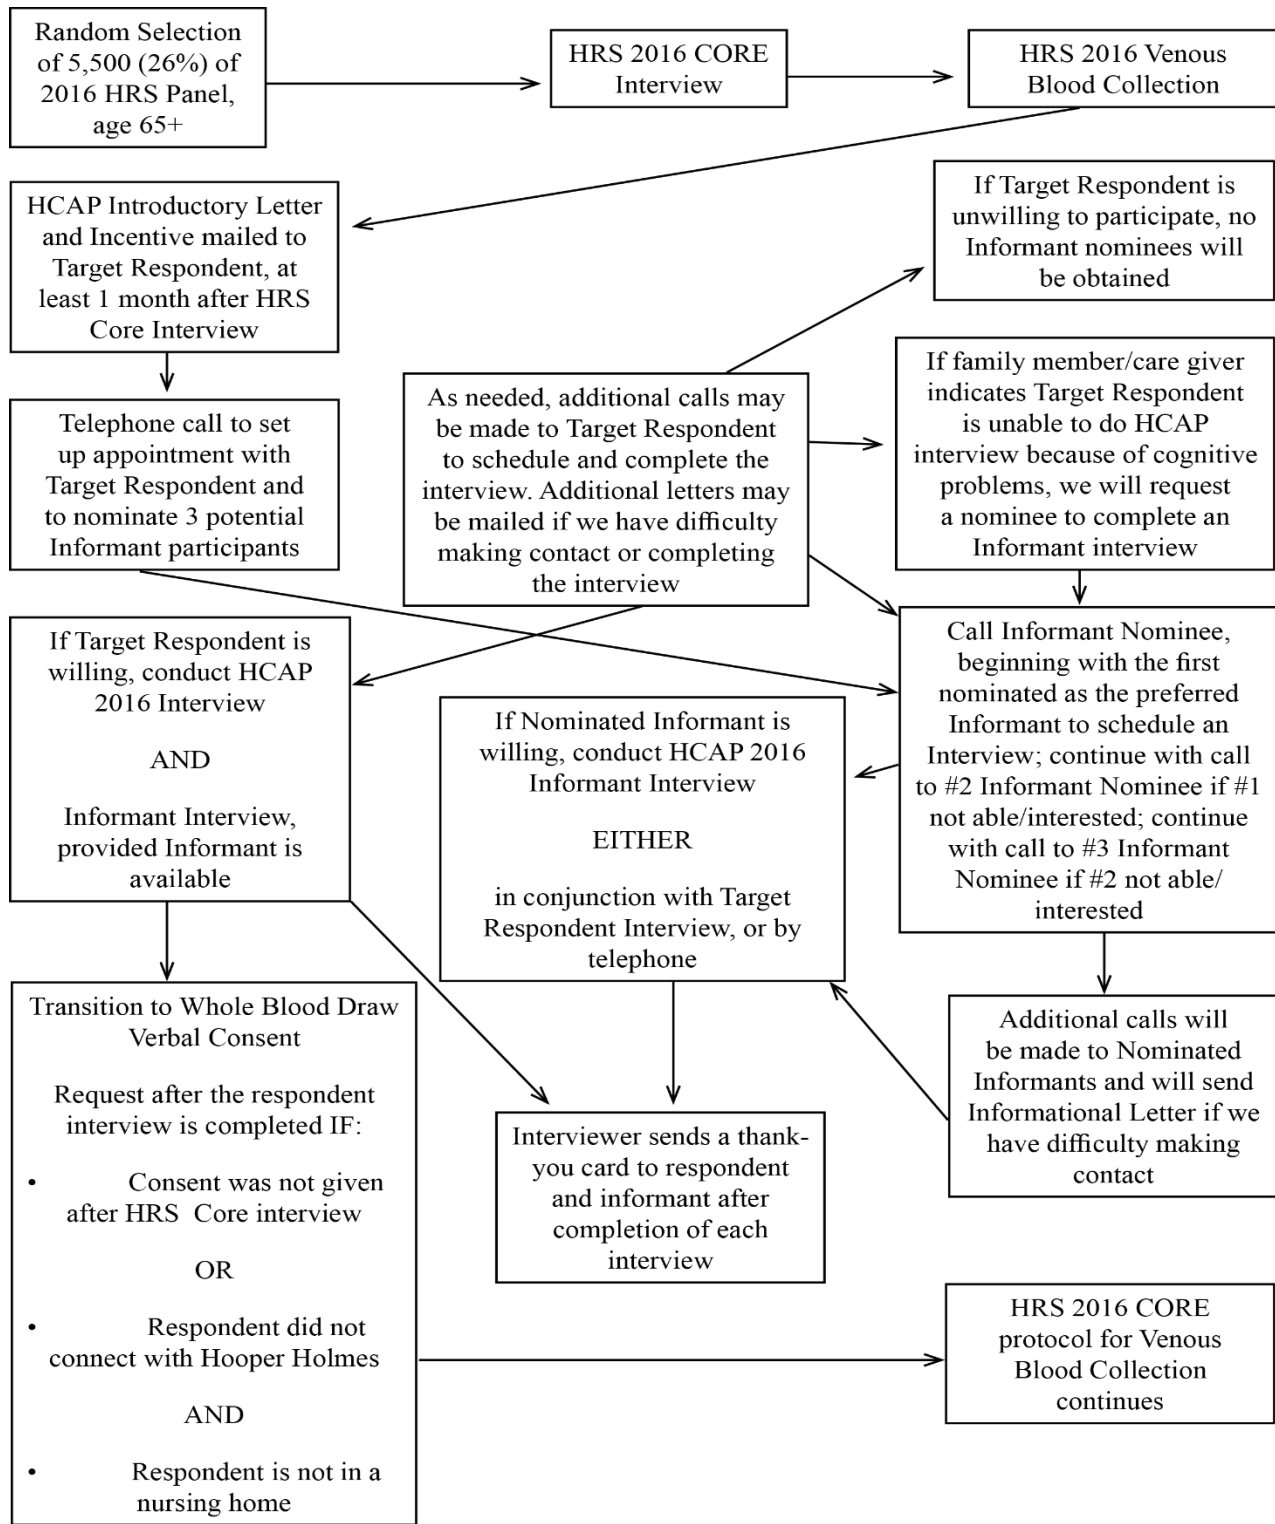 Random Selection
of 5,500 (26%) of
2016 HRS Panel,
age 65+
HRS 2016 CORE
Interview
HRS 2016 Venous
Blood Collection
HCAP Introductory Letter
and Incentive mailed to
Target Respondent, at
least 1 month after HRS
Core Interview
If Target Respondent is
unwilling to participate, no
Informant nominees will
be obtained
Telephone call to set
up appointment with
Target Respondent and
to nominate 3 potential
Informant participants
As needed, additional calls may
be made to Target Respondent
to schedule and complete the
interview. Additional letters may
be mailed if we have difficulty
making contact or completing
the interview
If family member/care giver
indicates Target Respondent
is unable to do HCAP
interview because of cognitive
problems, we will request
a nominee to complete an
Informant interview
If Target Respondent is
willing, conduct HCAP
2016 Interview
AND
Informant Interview,
provided Informant is
available
If Nominated Informant is
willing, conduct HCAP 2016
Informant Interview
EITHER
in conjunction with Target
Respondent Interview, or by
telephone
Call Informant Nominee,
beginning with the first
nominated as the preferred
Informant to schedule an
Interview; continue with call
to #2 Informant Nominee if #1
not able/interested; continue
with call to #3 Informant
Nominee if #2 not able/
interested
Transition to Whole Blood Draw
Verbal Consent
Request after the respondent
interview is completed IF:
• Consent was not given
after HRS Core interview
OR
• Respondent did not
connect with Hooper Holmes
AND
• Respondent is not in a
nursing home
Interviewer sends a thank-
you card to respondent
and informant after
completion of each
interview
Additional calls will
be made to Nominated
Informants and will send
Informational Letter if we
have difficulty making
contact
HRS 2016 CORE
protocol for Venous
Blood Collection
continues